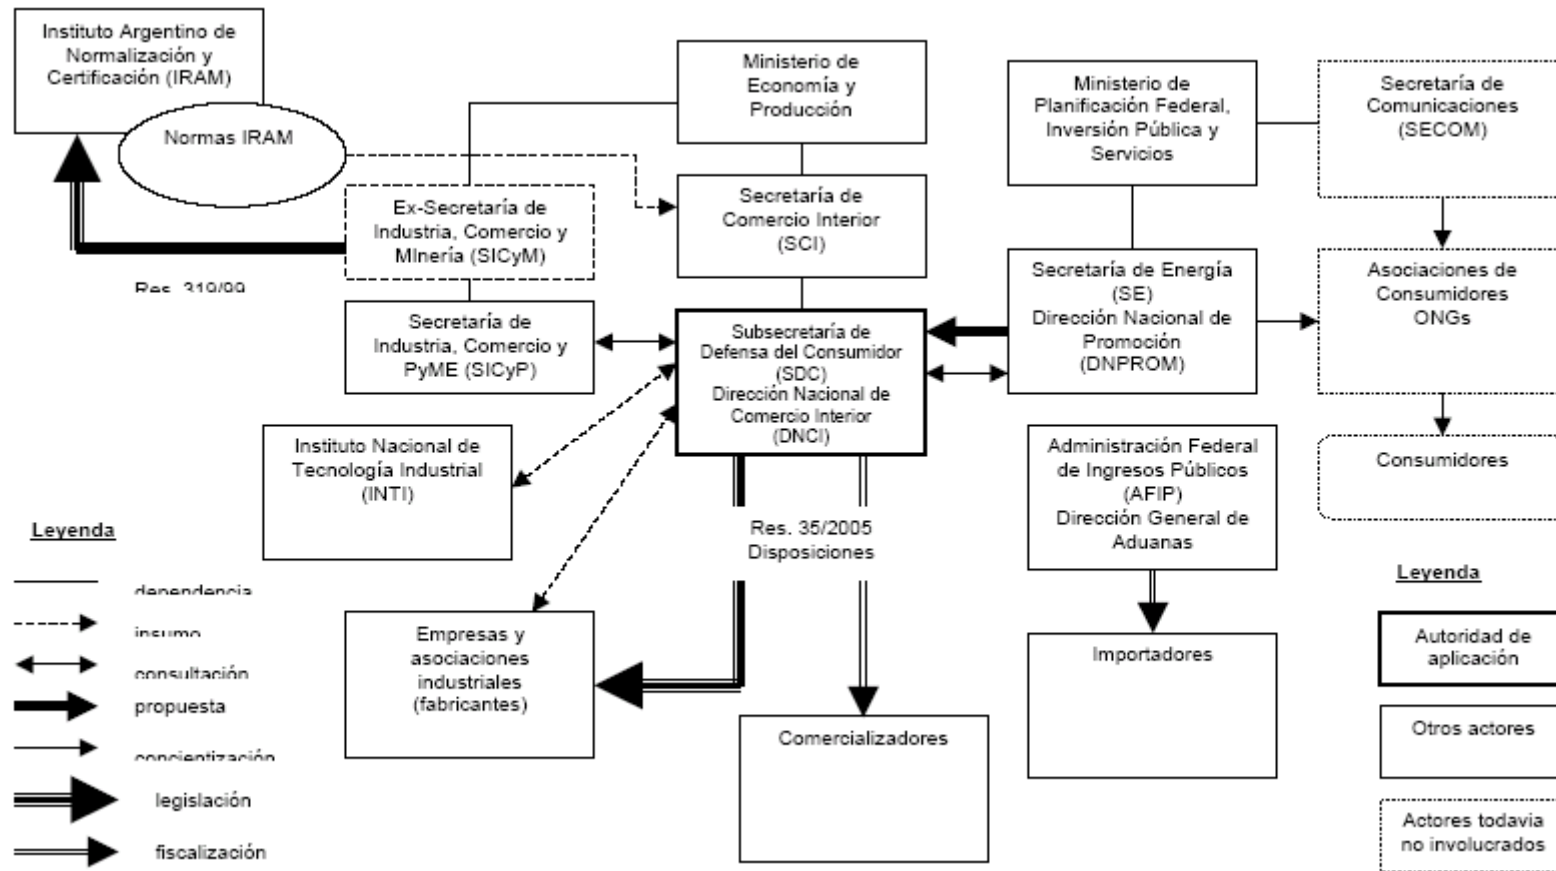 Instituto Argentino de
Normalización y
Certificación (IRAM)
Normas IRAM
Res. 319/99
Ex-Secretaría de
Industria, Comercio y
MInería (SICyM)
Secretaría de
Industria, Comercio y
PyME (SICyP)
Ministerio de
Economía y
Producción
Secretaría de
Comercio Interior
(SCI)
Subsecretaría de
Defensa del Consumidor
(SDC)
Dirección Nacional de
Comercio Interior
(DNCI)
Ministerio de
Planificación Federal,
Inversión Pública y
Servicios
Secretaría de Energía
(SE)
Dirección Nacional de
Promoción
(DNPROM)
Secretaría de
Comunicaciones
(SECOM)
Asociaciones de
Consumidores
ONGs
Consumidores
Instituto Nacional de
Tecnología Industrial
(INTI)
Administración Federal
de Ingresos Públicos
(AFIP)
Dirección General de
Aduanas
Res. 35/2005
Disposiciones
Empresas y
asociaciones
industriales
(fabricantes)
Comercializadores
Importadores
Leyenda
dependencia
insumo
consultación
propuesta
concientización
legislación
fiscalización
Leyenda
Autoridad de
aplicación
Otros actores
Actores todavia
no involucrados